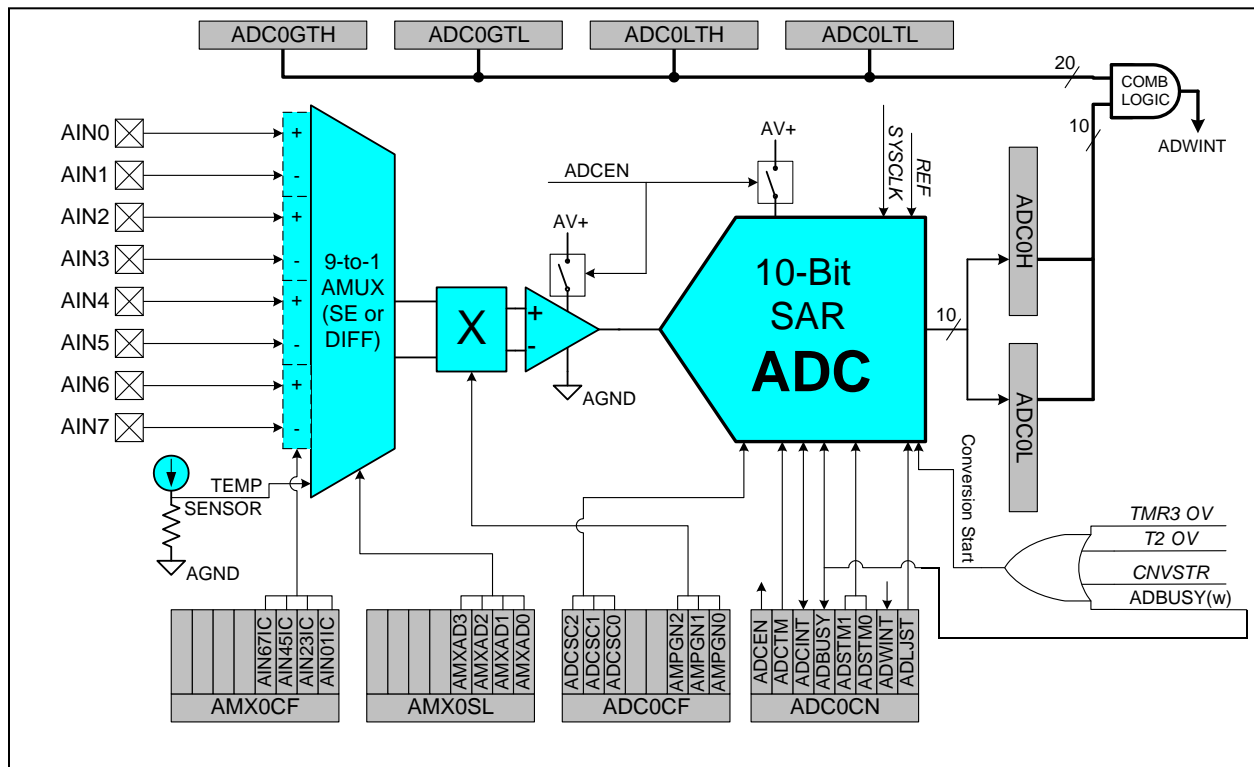 ADC0GTH
ADC0GTL
ADC0LTH
ADC0LTL
20
COMB
LOGIC
10
ADWINT
AIN0
AIN1
AIN2
AIN3
AIN4
AIN5
AIN6
AIN7
+
-
+
-
+
-
+
-
9-to-1
AMUX
(SE or
DIFF)
TEMP
SENSOR
AGND
X
+
-
AV+
AGND
ADCEN
AV+
SYSCLK
REF
10-Bit
SAR
ADC
10
ADC0H
ADC0L
Conversion Start
TMR3 OV
T2 OV
CNVSTR
ADBUSY(w)
AIN67IC
AIN45IC
AIN23IC
AIN01IC
AMX0CF
AMXAD3
AMXAD2
AMXAD1
AMXAD0
AMX0SL
ADCSC2
ADCSC1
ADCSC0
AMPGN2
AMPGN1
AMPGN0
ADC0CF
ADCEN
ADCTM
ADCINT
ADBUSY
ADSTM1
ADSTM0
ADWINT
ADLJST
ADC0CN